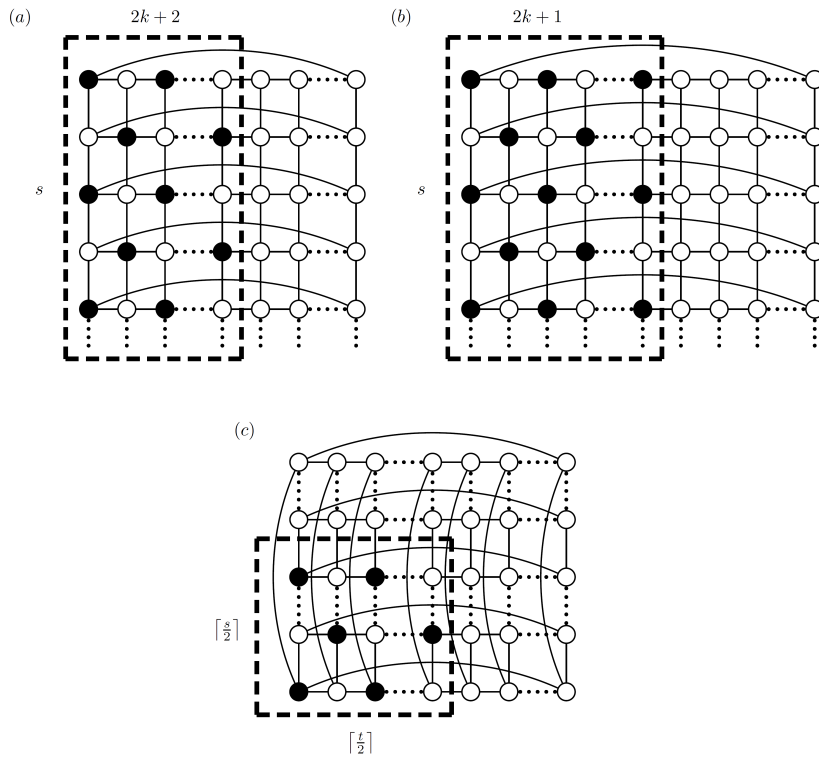 (a) 2k + 2
(b) 2k + 1
s
s
(c)
⌈s/2⌉
⌈t/2⌉